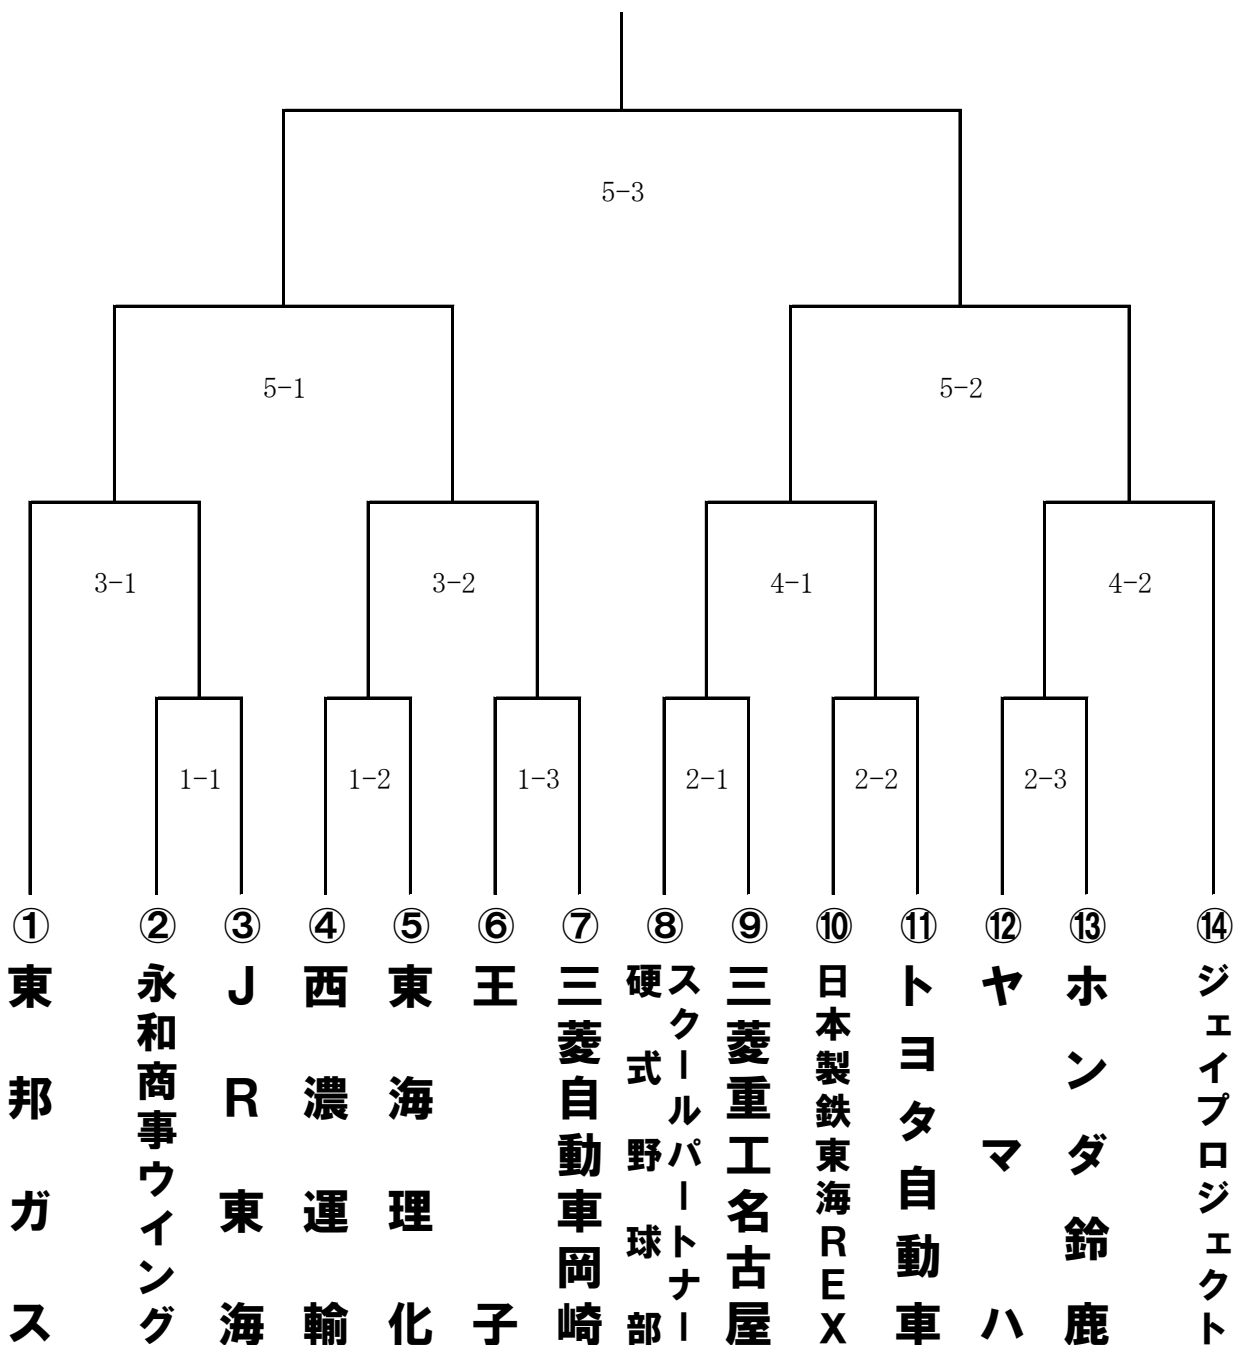 5-3
5-1
5-2
3-1
3-2
4-1
4-2
1-1
1-2
1-3
2-1
2-2
2-3
①
東邦ガス
②
永和商事ウイング
③
JR東海
④
西濃運輸
⑤
東海理化
⑥
王子
⑦
三菱自動車岡崎
⑧
スクールパートナー
硬式野球部
⑨
三菱重工名古屋
⑩
日本製鉄東海REX
⑪
トヨタ自動車
⑫
ヤマハ
⑬
ホンダ鈴鹿
⑭
ジェイプロジェクト